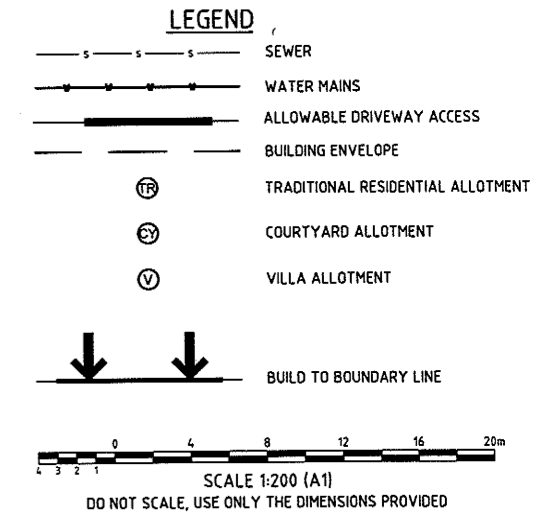 LEGEND
S S S SEWER
W W W W WATER MAINS
ALLOWABLE DRIVEWAY ACCESS
BUILDING ENVELOPE
TR TRADITIONAL RESIDENTIAL ALLOTMENT
CY COURTYARD ALLOTMENT
V VILLA ALLOTMENT
BUILD TO BOUNDARY LINE
0 4 8 12 16 20m
4 3 2 1
SCALE 1:200 (A1)
DO NOT SCALE, USE ONLY THE DIMENSIONS PROVIDED